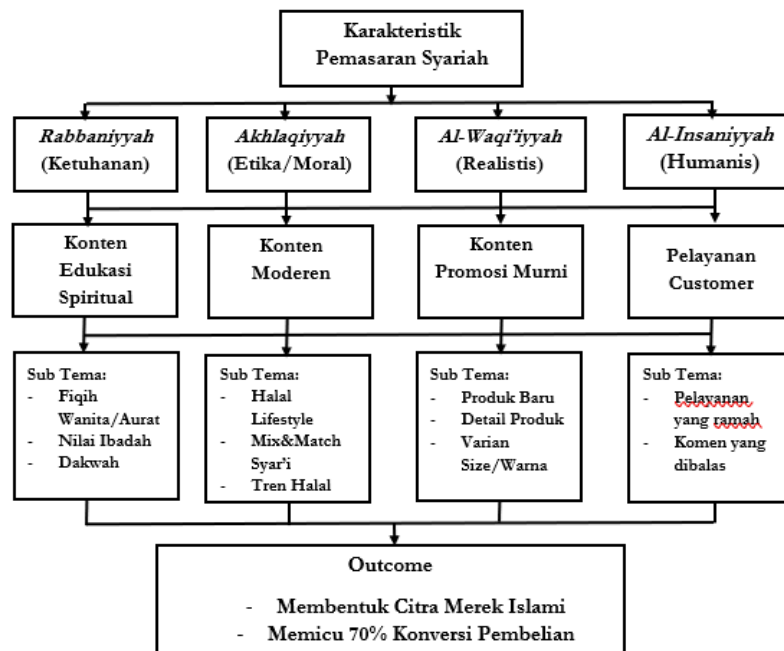 Karakteristik
Pemasaran Syariah
Rabbaniyyah
(Ketuhanan)
Akhlaqiyyah
(Etika/Moral)
Al-Waqi'iyyah
(Realistis)
Al-Insaniyyah
(Humanis)
Konten
Edukasi
Spiritual
Konten
Moderen
Konten
Promosi Murni
Pelayanan
Customer
Sub Tema:
- Fiqih
Wanita/Aurat
- Nilai Ibadah
- Dakwah
Sub Tema:
- Halal
Lifestyle
- Mix&Match
Syar'i
- Tren Halal
Sub Tema:
- Produk Baru
- Detail Produk
- Varian
Size/Warna
Sub Tema:
- Pelayanan
yang ramah
- Komen yang
dibalas
Outcome
- Membentuk Citra Merek Islami
- Memicu 70% Konversi Pembelian